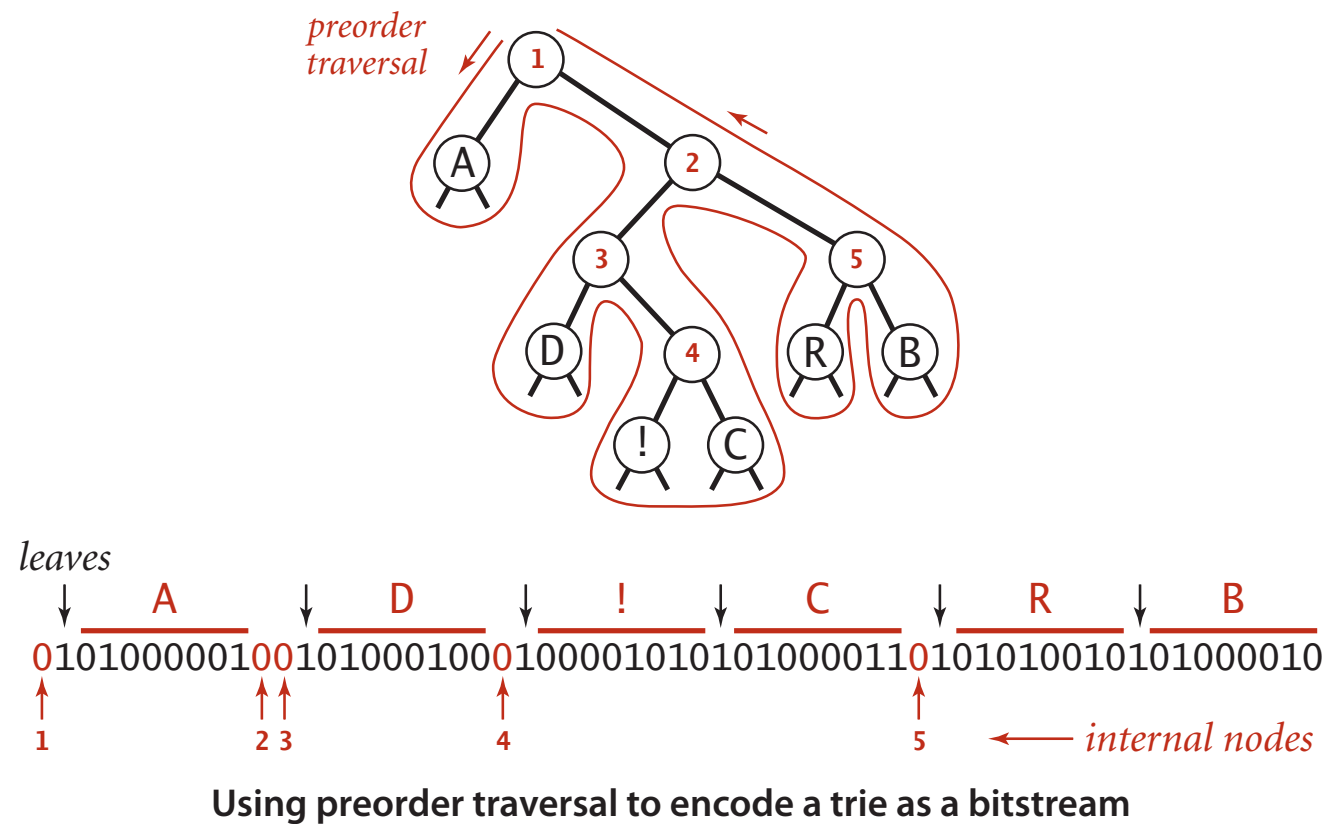 preorder
traversal
1
A
2
3
5
D
4
R
B
!
C
leaves
A D ! C R B
01010000010010100010001000010101010000110101010010101000010
1 2 3 4 5 internal nodes
Using preorder traversal to encode a trie as a bitstream